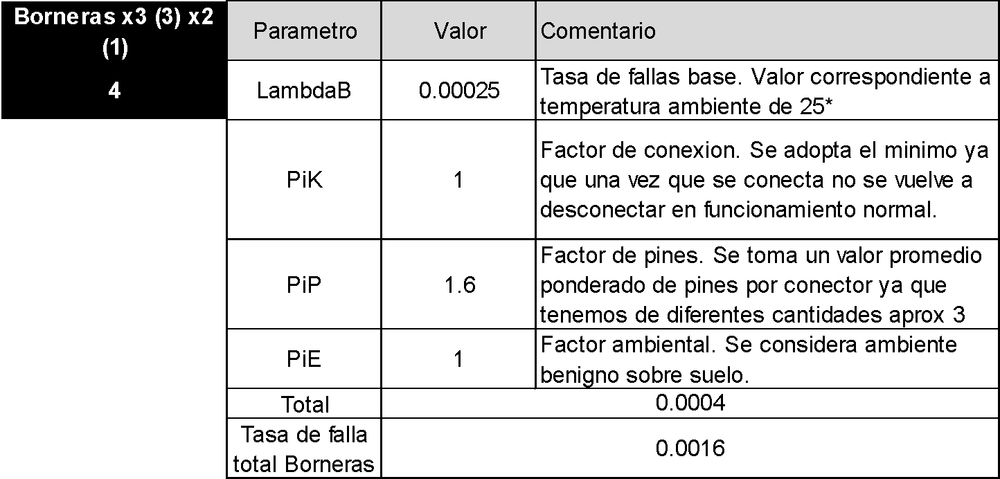 Borneras x3 (3) x2
(1)
4
Parametro
Valor
Comentario
LambdaB
0.00025
Tasa de fallas base. Valor correspondiente a
temperatura ambiente de 25*
PiK
1
Factor de conexion. Se adopta el minimo ya
que una vez que se conecta no se vuelve a
desconectar en funcionamiento normal.
PiP
1.6
Factor de pines. Se toma un valor promedio
ponderado de pines por conector ya que
tenemos de diferentes cantidades aprox 3
PiE
1
Factor ambiental. Se considera ambiente
benigno sobre suelo.
Total
0.0004
Tasa de falla
total Borneras
0.0016